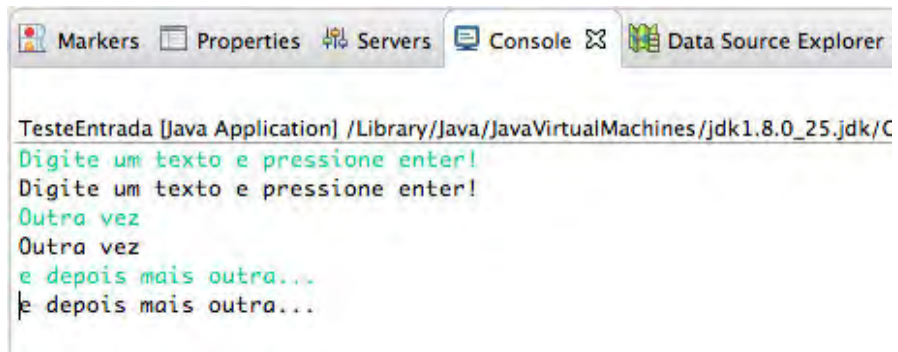 Markers Properties Servers Console Data Source Explorer
TesteEntrada [Java Application] /Library/Java/JavaVirtualMachines/jdk1.8.0_25.jdk/C
Digite um texto e pressione enter!
Digite um texto e pressione enter!
Outra vez
Outra vez
e depois mais outra...
e depois mais outra...